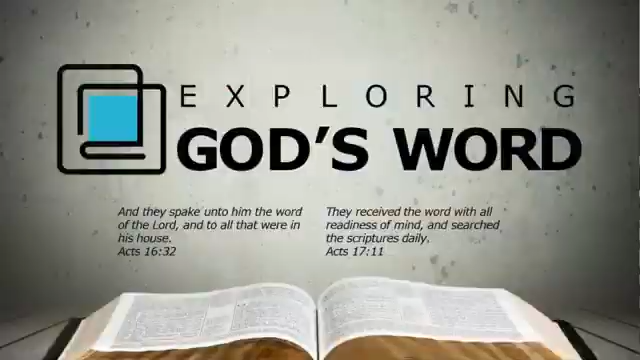 EXPLORING
GOD'S WORD
And they spake unto him the word
of the Lord, and to all that were in
his house.
Acts 16:32
They received the word with all
readiness of mind, and searched
the scriptures daily.
Acts 17:11